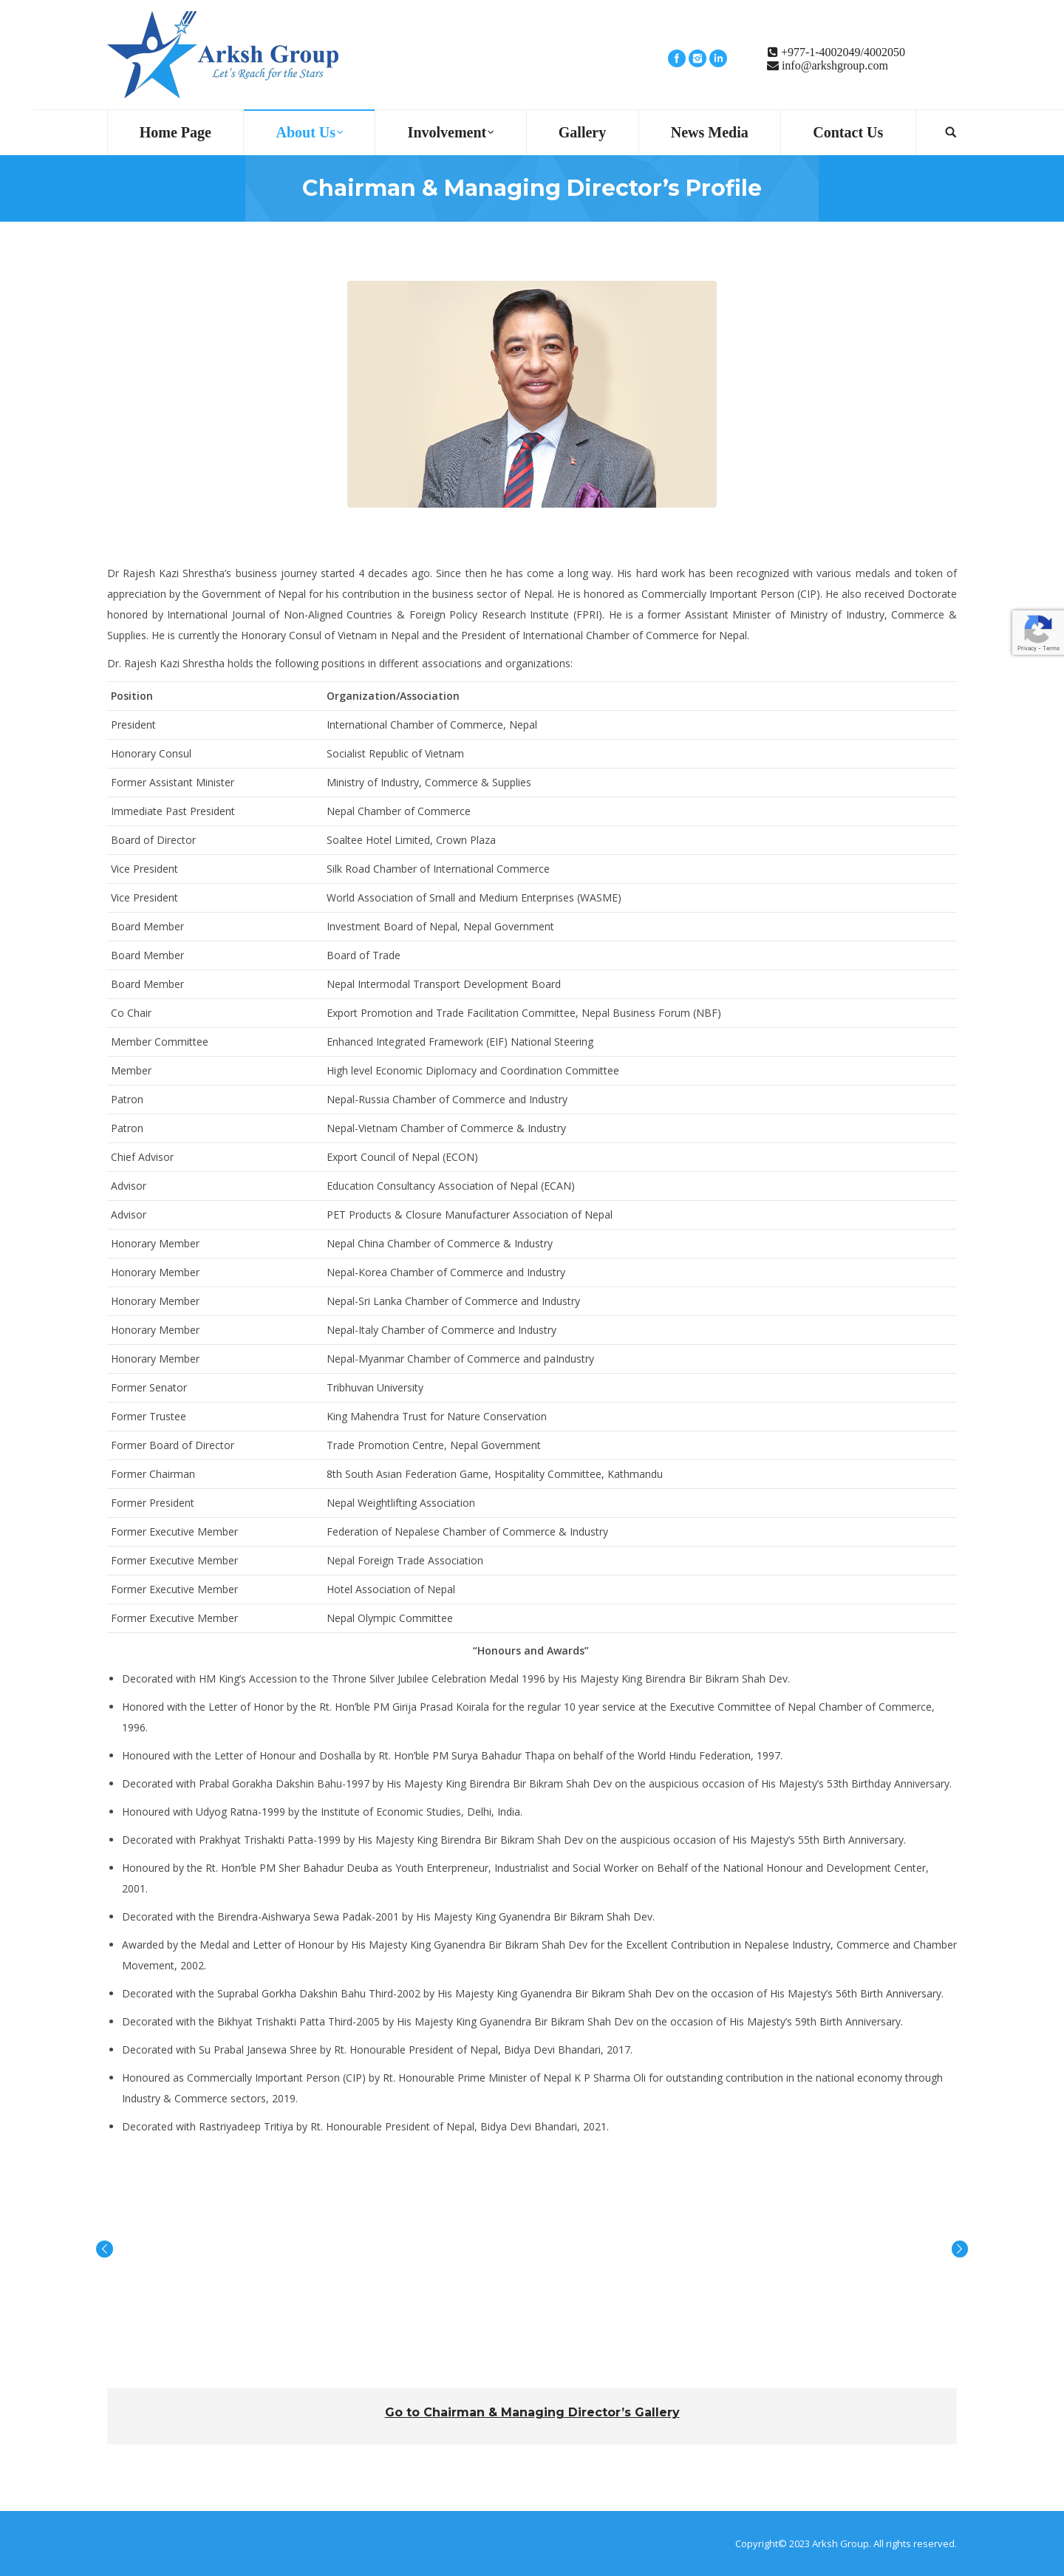 Arksh Group
Let's Reach for the Stars
+977-1-4002049/4002050
info@arkshgroup.com
Home Page
About Us
Involvement
Gallery
News Media
Contact Us
Chairman & Managing Director’s Profile
Dr Rajesh Kazi Shrestha’s business journey started 4 decades ago. Since then he has come a long way. His hard work has been recognized with various medals and token of
appreciation by the Government of Nepal for his contribution in the business sector of Nepal. He is honored as Commercially Important Person (CIP). He also received Doctorate
honored by International Journal of Non-Aligned Countries & Foreign Policy Research Institute (FPRI). He is a former Assistant Minister of Ministry of Industry, Commerce &
Supplies. He is currently the Honorary Consul of Vietnam in Nepal and the President of International Chamber of Commerce for Nepal.
Privacy - Terms
Dr. Rajesh Kazi Shrestha holds the following positions in different associations and organizations:
Position Organization/Association
President International Chamber of Commerce, Nepal
Honorary Consul Socialist Republic of Vietnam
Former Assistant Minister Ministry of Industry, Commerce & Supplies
Immediate Past President Nepal Chamber of Commerce
Board of Director Soaltee Hotel Limited, Crown Plaza
Vice President Silk Road Chamber of International Commerce
Vice President World Association of Small and Medium Enterprises (WASME)
Board Member Investment Board of Nepal, Nepal Government
Board Member Board of Trade
Board Member Nepal Intermodal Transport Development Board
Co Chair Export Promotion and Trade Facilitation Committee, Nepal Business Forum (NBF)
Member Committee Enhanced Integrated Framework (EIF) National Steering
Member High level Economic Diplomacy and Coordination Committee
Patron Nepal-Russia Chamber of Commerce and Industry
Patron Nepal-Vietnam Chamber of Commerce & Industry
Chief Advisor Export Council of Nepal (ECON)
Advisor Education Consultancy Association of Nepal (ECAN)
Advisor PET Products & Closure Manufacturer Association of Nepal
Honorary Member Nepal China Chamber of Commerce & Industry
Honorary Member Nepal-Korea Chamber of Commerce and Industry
Honorary Member Nepal-Sri Lanka Chamber of Commerce and Industry
Honorary Member Nepal-Italy Chamber of Commerce and Industry
Honorary Member Nepal-Myanmar Chamber of Commerce and paIndustry
Former Senator Tribhuvan University
Former Trustee King Mahendra Trust for Nature Conservation
Former Board of Director Trade Promotion Centre, Nepal Government
Former Chairman 8th South Asian Federation Game, Hospitality Committee, Kathmandu
Former President Nepal Weightlifting Association
Former Executive Member Federation of Nepalese Chamber of Commerce & Industry
Former Executive Member Nepal Foreign Trade Association
Former Executive Member Hotel Association of Nepal
Former Executive Member Nepal Olympic Committee
“Honours and Awards”
Decorated with HM King’s Accession to the Throne Silver Jubilee Celebration Medal 1996 by His Majesty King Birendra Bir Bikram Shah Dev.
Honored with the Letter of Honor by the Rt. Hon’ble PM Girija Prasad Koirala for the regular 10 year service at the Executive Committee of Nepal Chamber of Commerce,
1996.
Honoured with the Letter of Honour and Doshalla by Rt. Hon’ble PM Surya Bahadur Thapa on behalf of the World Hindu Federation, 1997.
Decorated with Prabal Gorakha Dakshin Bahu-1997 by His Majesty King Birendra Bir Bikram Shah Dev on the auspicious occasion of His Majesty’s 53th Birthday Anniversary.
Honoured with Udyog Ratna-1999 by the Institute of Economic Studies, Delhi, India.
Decorated with Prakhyat Trishakti Patta-1999 by His Majesty King Birendra Bir Bikram Shah Dev on the auspicious occasion of His Majesty’s 55th Birth Anniversary.
Honoured by the Rt. Hon’ble PM Sher Bahadur Deuba as Youth Enterpreneur, Industrialist and Social Worker on Behalf of the National Honour and Development Center,
2001.
Decorated with the Birendra-Aishwarya Sewa Padak-2001 by His Majesty King Gyanendra Bir Bikram Shah Dev.
Awarded by the Medal and Letter of Honour by His Majesty King Gyanendra Bir Bikram Shah Dev for the Excellent Contribution in Nepalese Industry, Commerce and Chamber
Movement, 2002.
Decorated with the Suprabal Gorkha Dakshin Bahu Third-2002 by His Majesty King Gyanendra Bir Bikram Shah Dev on the occasion of His Majesty’s 56th Birth Anniversary.
Decorated with the Bikhyat Trishakti Patta Third-2005 by His Majesty King Gyanendra Bir Bikram Shah Dev on the occasion of His Majesty’s 59th Birth Anniversary.
Decorated with Su Prabal Jansewa Shree by Rt. Honourable President of Nepal, Bidya Devi Bhandari, 2017.
Honoured as Commercially Important Person (CIP) by Rt. Honourable Prime Minister of Nepal K P Sharma Oli for outstanding contribution in the national economy through
Industry & Commerce sectors, 2019.
Decorated with Rastriyadeep Tritiya by Rt. Honourable President of Nepal, Bidya Devi Bhandari, 2021.
Go to Chairman & Managing Director’s Gallery
Copyright© 2023 Arksh Group. All rights reserved.